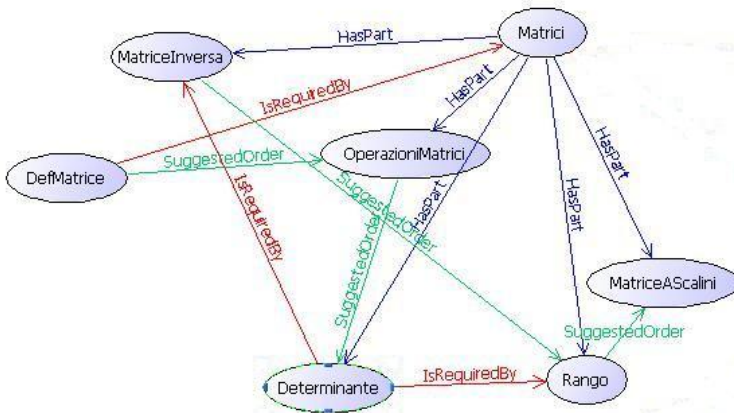 Matrici
HasPart
MatriceInversa
HasPart
IsRequiredBy
OperazioniMatrici
SuggestedOrder
DefMatrice
HasPart
IsRequiredBy
SuggestedOrder
HasPart
HasPart
SuggestedOrder
MatriceAScalini
SuggestedOrder
Determinante
IsRequiredBy
Rango